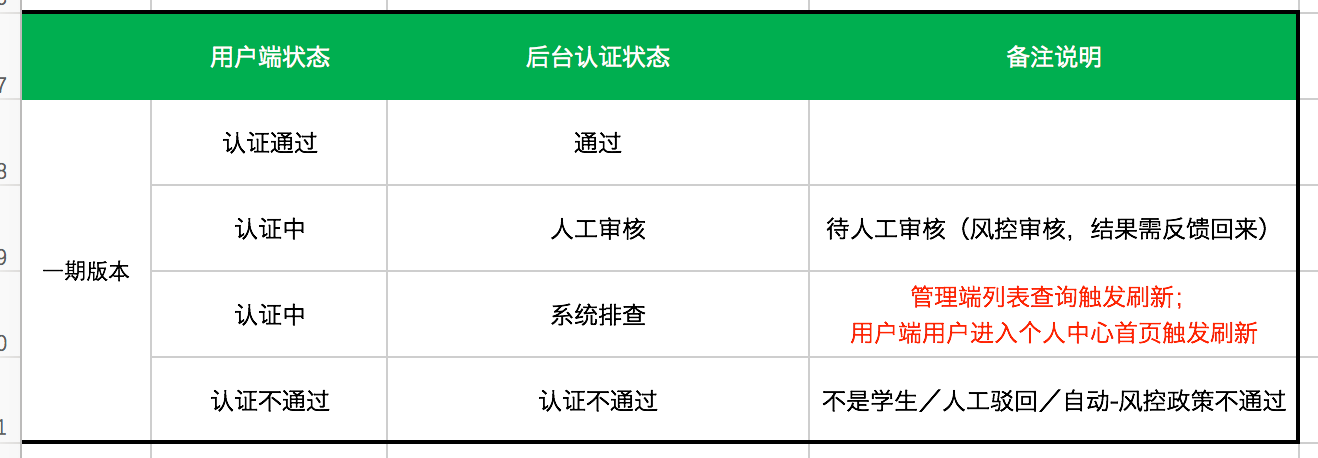 用户端状态 后台认证状态 备注说明
认证通过 通过
认证中 人工审核 待人工审核（风控审核，结果需反馈回来）
一期版本
认证中 系统排查 管理端列表查询触发刷新；
用户端用户进入个人中心首页触发刷新
认证不通过 认证不通过 不是学生／人工驳回／自动-风控政策不通过